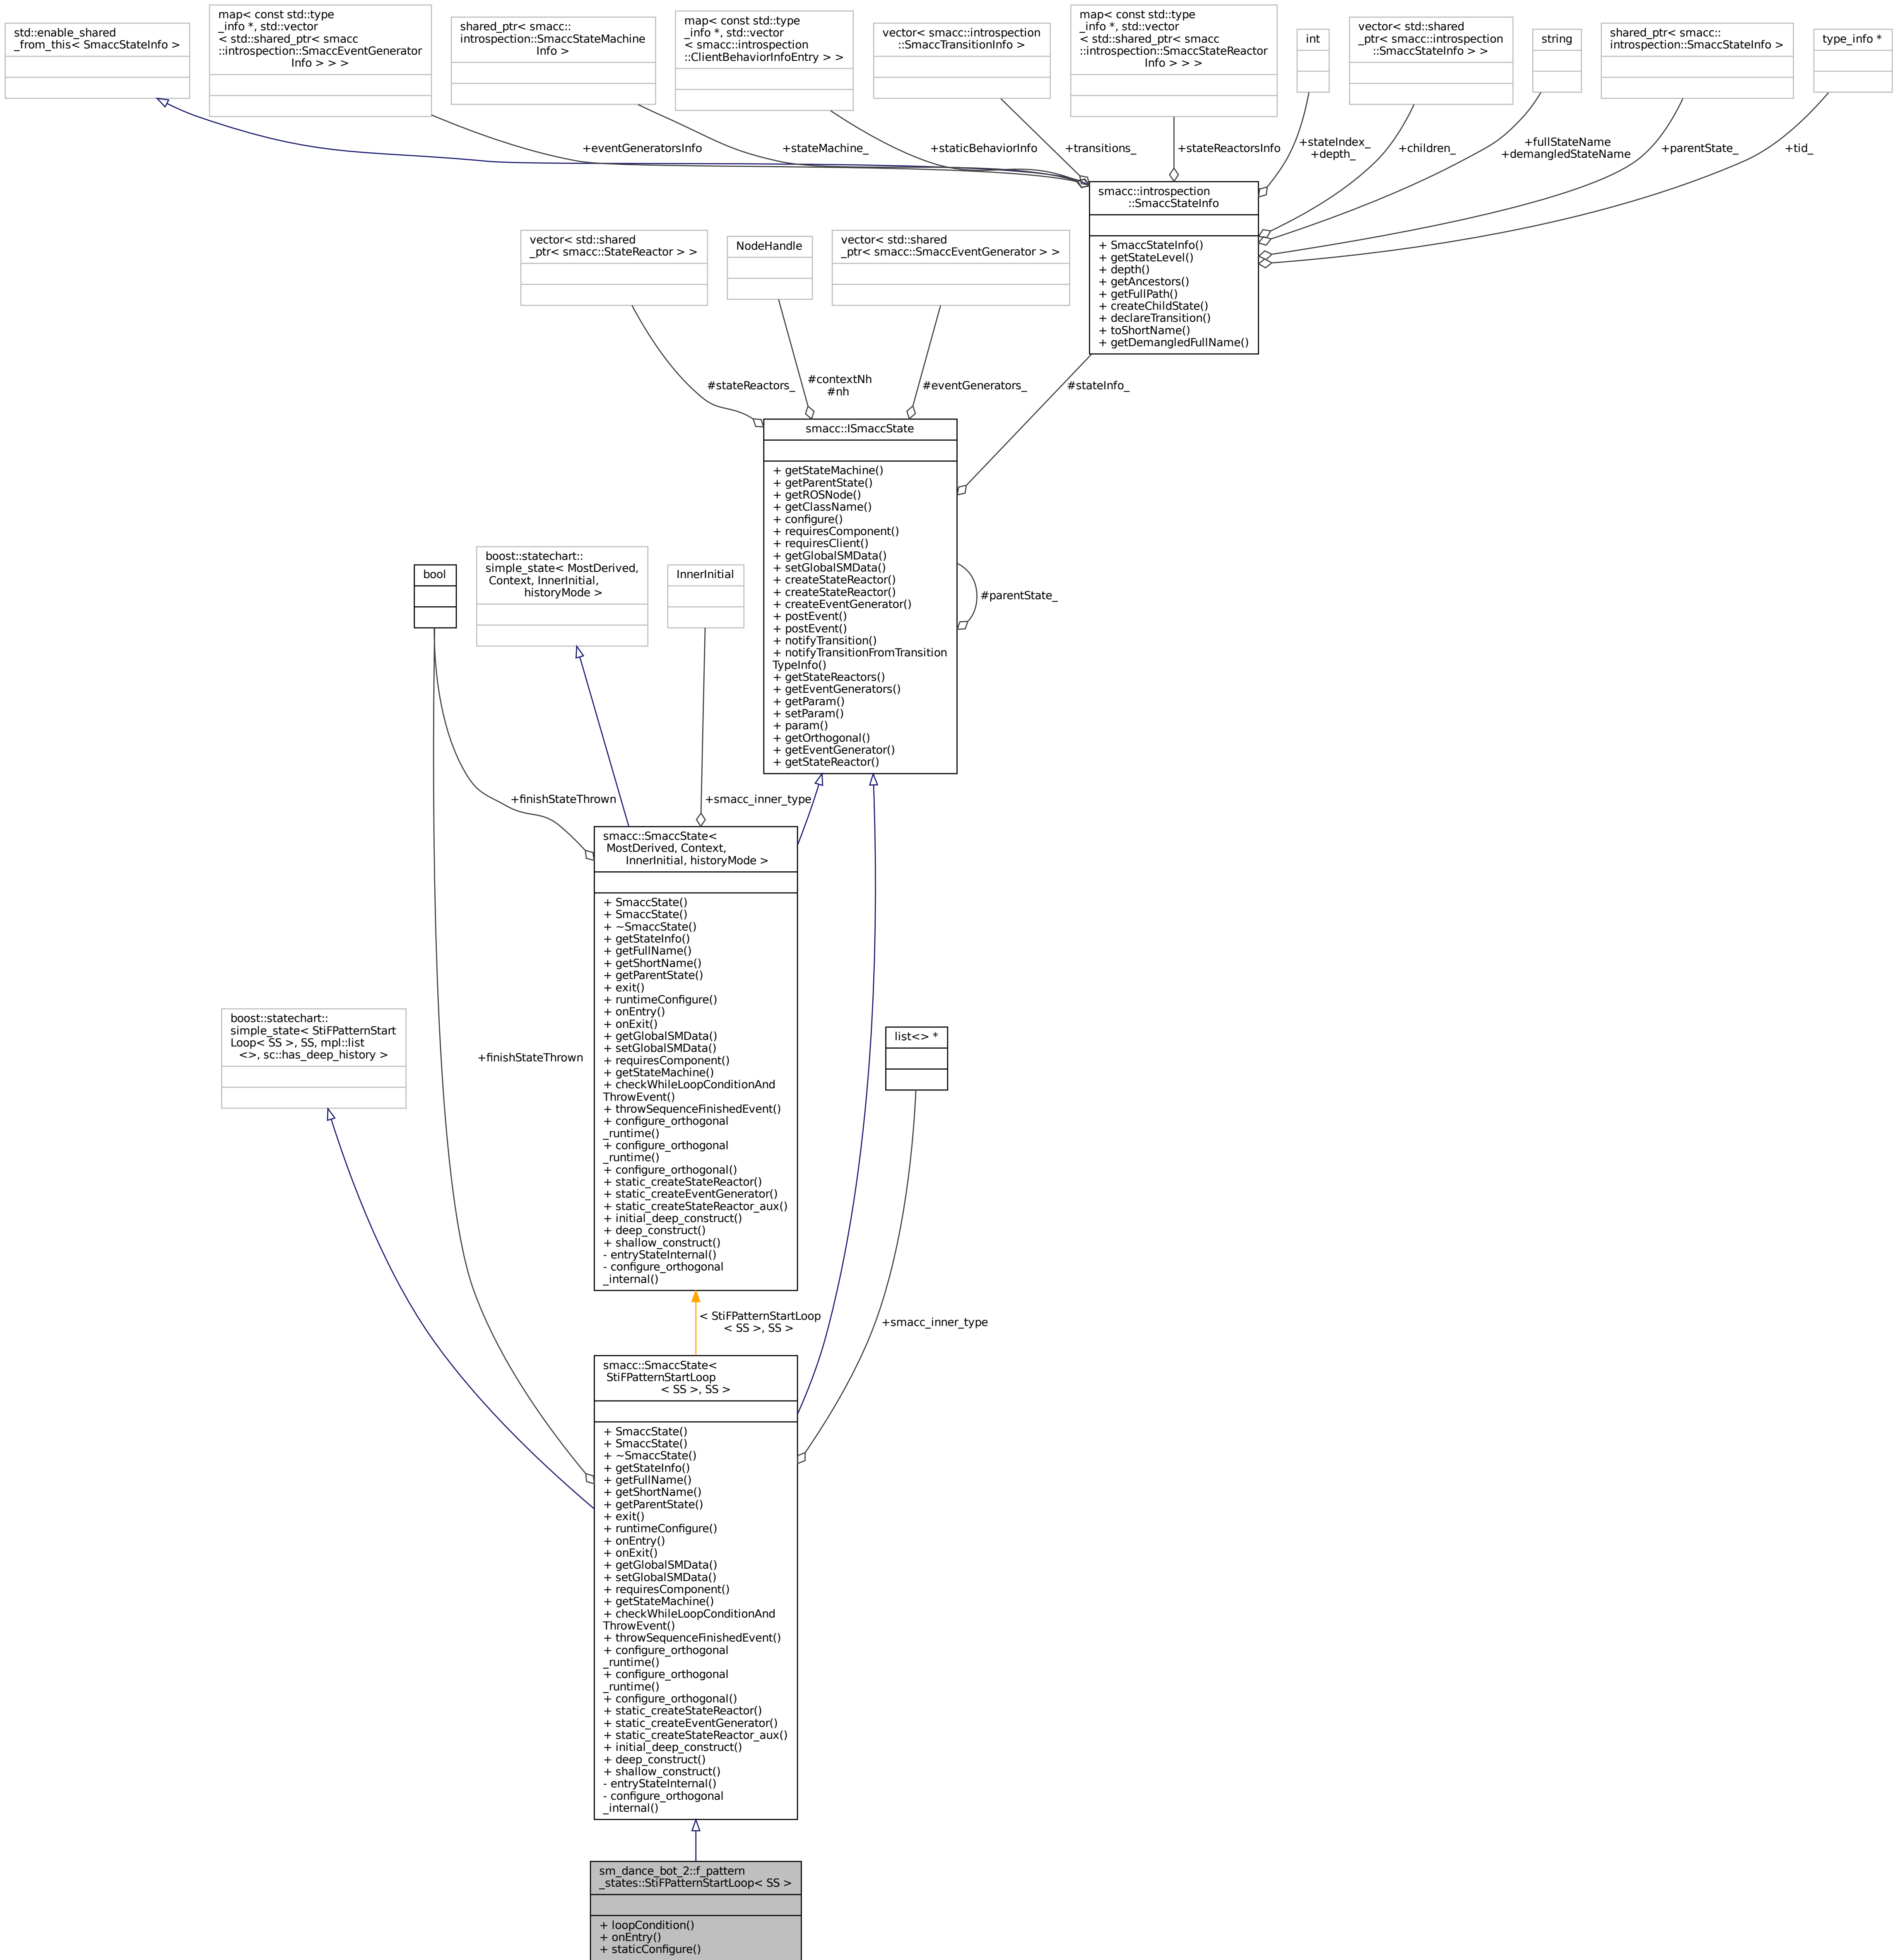 std::enable_shared
_from_this< SmaccStateInfo >
map< const std::type
_info *, std::vector
< std::shared_ptr< smacc
::introspection::SmaccEventGenerator
Info > > >
shared_ptr< smacc::
introspection::SmaccStateMachine
Info >
map< const std::type
_info *, std::vector
< smacc::introspection
::ClientBehaviorInfoEntry > >
vector< smacc::introspection
::SmaccTransitionInfo >
map< const std::type
_info *, std::vector
< std::shared_ptr< smacc
::introspection::SmaccStateReactor
Info > > >
int
vector< std::shared
_ptr< smacc::introspection
::SmaccStateInfo > >
string
shared_ptr< smacc::
introspection::SmaccStateInfo >
type_info *
+eventGeneratorsInfo
+stateMachine_
+staticBehaviorInfo
+transitions_
+stateReactorsInfo
+stateIndex_
+depth_
+children_
+fullStateName
+demangledStateName
+parentState_
+tid_
smacc::introspection
::SmaccStateInfo
+ SmaccStateInfo()
+ getStateLevel()
+ depth()
+ getAncestors()
+ getFullPath()
+ createChildState()
+ declareTransition()
+ toShortName()
+ getDemangledFullName()
vector< std::shared
_ptr< smacc::StateReactor > >
NodeHandle
vector< std::shared
_ptr< smacc::SmaccEventGenerator > >
#stateReactors_
#contextNh
#nh
#eventGenerators_
#stateInfo_
smacc::ISmaccState
+ getStateMachine()
+ getParentState()
+ getROSNode()
+ getClassName()
+ configure()
+ requiresComponent()
+ requiresClient()
+ getGlobalSMData()
+ setGlobalSMData()
+ createStateReactor()
+ createStateReactor()
+ createEventGenerator()
+ postEvent()
+ postEvent()
+ notifyTransition()
+ notifyTransitionFromTransition
TypeInfo()
+ getStateReactors()
+ getEventGenerators()
+ getParam()
+ setParam()
+ param()
+ getOrthogonal()
+ getEventGenerator()
+ getStateReactor()
#parentState_
bool
boost::statechart::
simple_state< MostDerived,
Context, InnerInitial,
historyMode >
InnerInitial
+finishStateThrown
+smacc_inner_type
smacc::SmaccState<
MostDerived, Context,
InnerInitial, historyMode >
+ SmaccState()
+ SmaccState()
+ ~SmaccState()
+ getStateInfo()
+ getFullName()
+ getShortName()
+ getParentState()
+ exit()
+ runtimeConfigure()
+ onEntry()
+ onExit()
+ getGlobalSMData()
+ setGlobalSMData()
+ requiresComponent()
+ getStateMachine()
+ checkWhileLoopConditionAnd
ThrowEvent()
+ throwSequenceFinishedEvent()
+ configure_orthogonal
_runtime()
+ configure_orthogonal
_runtime()
+ configure_orthogonal()
+ static_createStateReactor()
+ static_createEventGenerator()
+ static_createStateReactor_aux()
+ initial_deep_construct()
+ deep_construct()
+ shallow_construct()
- entryStateInternal()
- configure_orthogonal
_internal()
boost::statechart::
simple_state< StiFPatternStart
Loop< SS >, SS, mpl::list
<>, sc::has_deep_history >
+finishStateThrown
list<> *
< StiFPatternStartLoop
< SS >, SS >
+smacc_inner_type
smacc::SmaccState<
StiFPatternStartLoop
< SS >, SS >
+ SmaccState()
+ SmaccState()
+ ~SmaccState()
+ getStateInfo()
+ getFullName()
+ getShortName()
+ getParentState()
+ exit()
+ runtimeConfigure()
+ onEntry()
+ onExit()
+ getGlobalSMData()
+ setGlobalSMData()
+ requiresComponent()
+ getStateMachine()
+ checkWhileLoopConditionAnd
ThrowEvent()
+ throwSequenceFinishedEvent()
+ configure_orthogonal
_runtime()
+ configure_orthogonal
_runtime()
+ configure_orthogonal()
+ static_createStateReactor()
+ static_createEventGenerator()
+ static_createStateReactor_aux()
+ initial_deep_construct()
+ deep_construct()
+ shallow_construct()
- entryStateInternal()
- configure_orthogonal
_internal()
sm_dance_bot_2::f_pattern
_states::StiFPatternStartLoop< SS >
+ loopCondition()
+ onEntry()
+ staticConfigure()